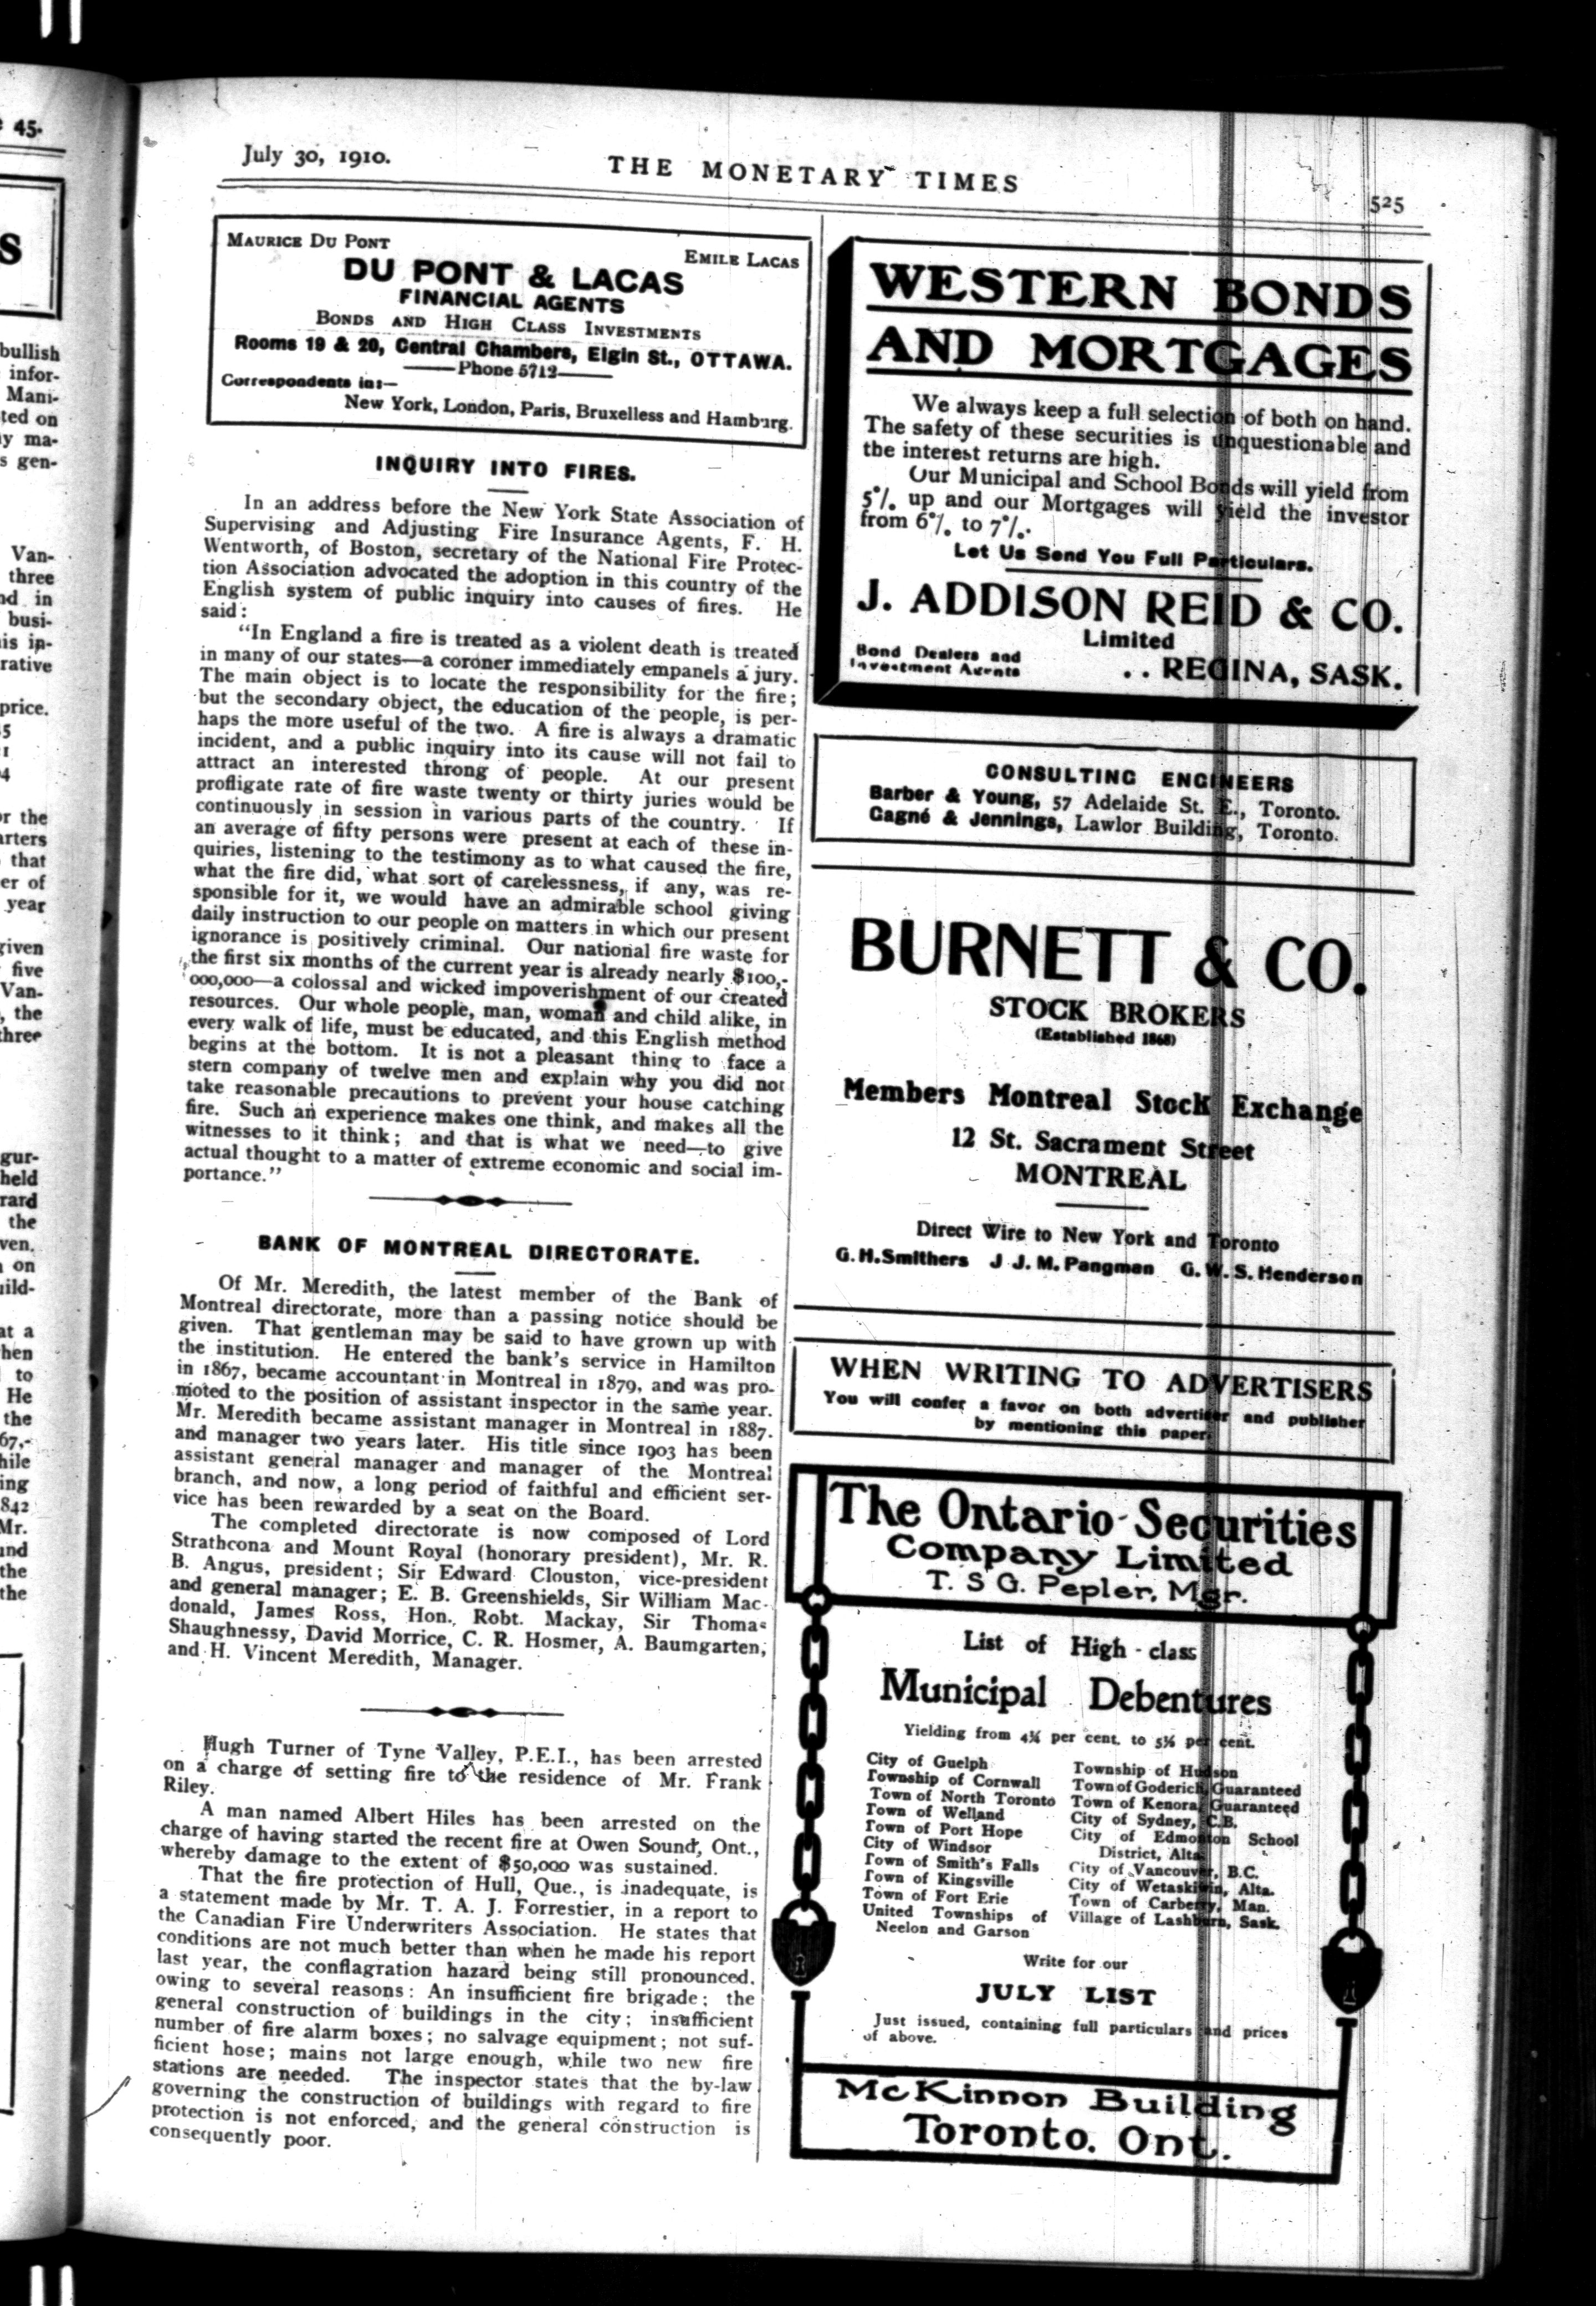 July 30, 1910.
THE MONETARY TIMES
525
MAURICE DU PONT
EMILE LACAS
DU PONT & LACAS
FINANCIAL AGENTS
BONDS AND HIGH CLASS INVESTMENTS
Rooms 19 & 20, Central Chambers, Elgin St., OTTAWA.
Phone 5712
Correspondents in:—
New York, London, Paris, Bruxelless and Hamburg.
INQUIRY INTO FIRES.
In an address before the New York State Association of
Supervising and Adjusting Fire Insurance Agents, F. H.
Wentworth, of Boston, secretary of the National Fire Protec-
tion Association advocated the adoption in this country of the
English system of public inquiry into causes of fires. He
said:
"In England a fire is treated as a violent death is treated
in many of our states—a coroner immediately empanels a jury.
The main object is to locate the responsibility for the fire;
but the secondary object, the education of the people, is per-
haps the more useful of the two. A fire is always a dramatic
incident, and a public inquiry into its cause will not fail to
attract an interested throng of people. At our present
profligate rate of fire waste twenty or thirty juries would be
continuously in session in various parts of the country. If
an average of fifty persons were present at each of these in-
quiries, listening to the testimony as to what caused the fire,
what the fire did, what sort of carelessness, if any, was re-
sponsible for it, we would have an admirable school giving
daily instruction to our people on matters in which our present
ignorance is positively criminal. Our national fire waste for
the first six months of the current year is already nearly $100,-
000,000—a colossal and wicked impoverishment of our created
resources. Our whole people, man, woman and child alike, in
every walk of life, must be educated, and this English method
begins at the bottom. It is not a pleasant thing to face a
stern company of twelve men and explain why you did not
take reasonable precautions to prevent your house catching
fire. Such an experience makes one think, and makes all the
witnesses to it think; and that is what we need—to give
actual thought to a matter of extreme economic and social im-
portance."
BANK OF MONTREAL DIRECTORATE.
Of Mr. Meredith, the latest member of the Bank of
Montreal directorate, more than a passing notice should be
given. That gentleman may be said to have grown up with
the institution. He entered the bank's service in Hamilton
in 1867, became accountant in Montreal in 1879, and was pro-
moted to the position of assistant inspector in the same year.
Mr. Meredith became assistant manager in Montreal in 1887.
and manager two years later. His title since 1903 has been
assistant general manager and manager of the Montreal
branch, and now, a long period of faithful and efficient ser-
vice has been rewarded by a seat on the Board.
The completed directorate is now composed of Lord
Strathcona and Mount Royal (honorary president), Mr. R.
B. Angus, president; Sir Edward Clouston, vice-president
and general manager; E. B. Greenshields, Sir William Mac-
donald, James Ross, Hon. Robt. Mackay, Sir Thomas
Shaughnessy, David Morrice, C. R. Hosmer, A. Baumgarten,
and H. Vincent Meredith, Manager.
Hugh Turner of Tyne Valley, P.E.I., has been arrested
on a charge of setting fire to the residence of Mr. Frank
Riley.
A man named Albert Hiles has been arrested on the
charge of having started the recent fire at Owen Sound, Ont.,
whereby damage to the extent of $50,000 was sustained.
That the fire protection of Hull, Que., is inadequate, is
a statement made by Mr. T. A. J. Forrestier, in a report to
the Canadian Fire Underwriters Association. He states that
conditions are not much better than when he made his report
last year, the conflagration hazard being still pronounced.
owing to several reasons: An insufficient fire brigade; the
general construction of buildings in the city; insufficient
number of fire alarm boxes; no salvage equipment; not suf-
ficient hose; mains not large enough, while two new fire
stations are needed. The inspector states that the by-law
governing the construction of buildings with regard to fire
protection is not enforced, and the general construction is
consequently poor.
WESTERN BONDS
AND MORTGAGES
We always keep a full selection of both on hand.
The safety of these securities is unquestionable and
the interest returns are high.
Our Municipal and School Bonds will yield from
5% up and our Mortgages will yield the investor
from 6% to 7%.
Let Us Send You Full Particulars.
J. ADDISON REID & CO.
Limited
Bond Dealers and
Investment Agents
. . REGINA, SASK.
CONSULTING ENGINEERS
Barber & Young, 57 Adelaide St. E., Toronto.
Gagné & Jennings, Lawlor Building, Toronto.
BURNETT & CO.
STOCK BROKERS
(Established 1868)
Members Montreal Stock Exchange
12 St. Sacrament Street
MONTREAL
Direct Wire to New York and Toronto
G.H.Smithers J J. M. Pangman G. W. S. Henderson
WHEN WRITING TO ADVERTISERS
You will confer a favor on both advertiser and publisher
by mentioning this paper.
The Ontario Securities
Company Limited
T. S G. Pepler, Mgr.
List of High-class
Municipal Debentures
Yielding from 4¼ per cent. to 5⅛ per cent.
City of Guelph
Township of Cornwall
Town of North Toronto
Town of Welland
Town of Port Hope
City of Windsor
Town of Smith's Falls
Town of Kingsville
Town of Fort Erie
United Townships of
Neelon and Garson
Township of Hudson
Town of Goderich, Guaranteed
Town of Kenora, Guaranteed
City of Sydney, C.B.
City of Edmonton School
District, Alta.
City of Vancouver, B.C.
City of Wetaskiwin, Alta.
Town of Carberry, Man.
Village of Lashburn, Sask.
Write for our
JULY LIST
Just issued, containing full particulars and prices
of above.
McKinnon Building
Toronto. Ont.